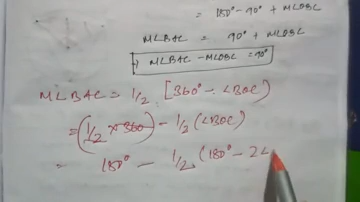 = 180° - 90° + m∠OBC
m∠BAC = 90° + m∠OBC
→ m∠BAC - m∠OBC = 90°
m∠BAC = 1/2 [360° - ∠BOC)
= (1/2 × 360) - 1/2 (∠BOC)
= 180° - 1/2 (180° - 2∠